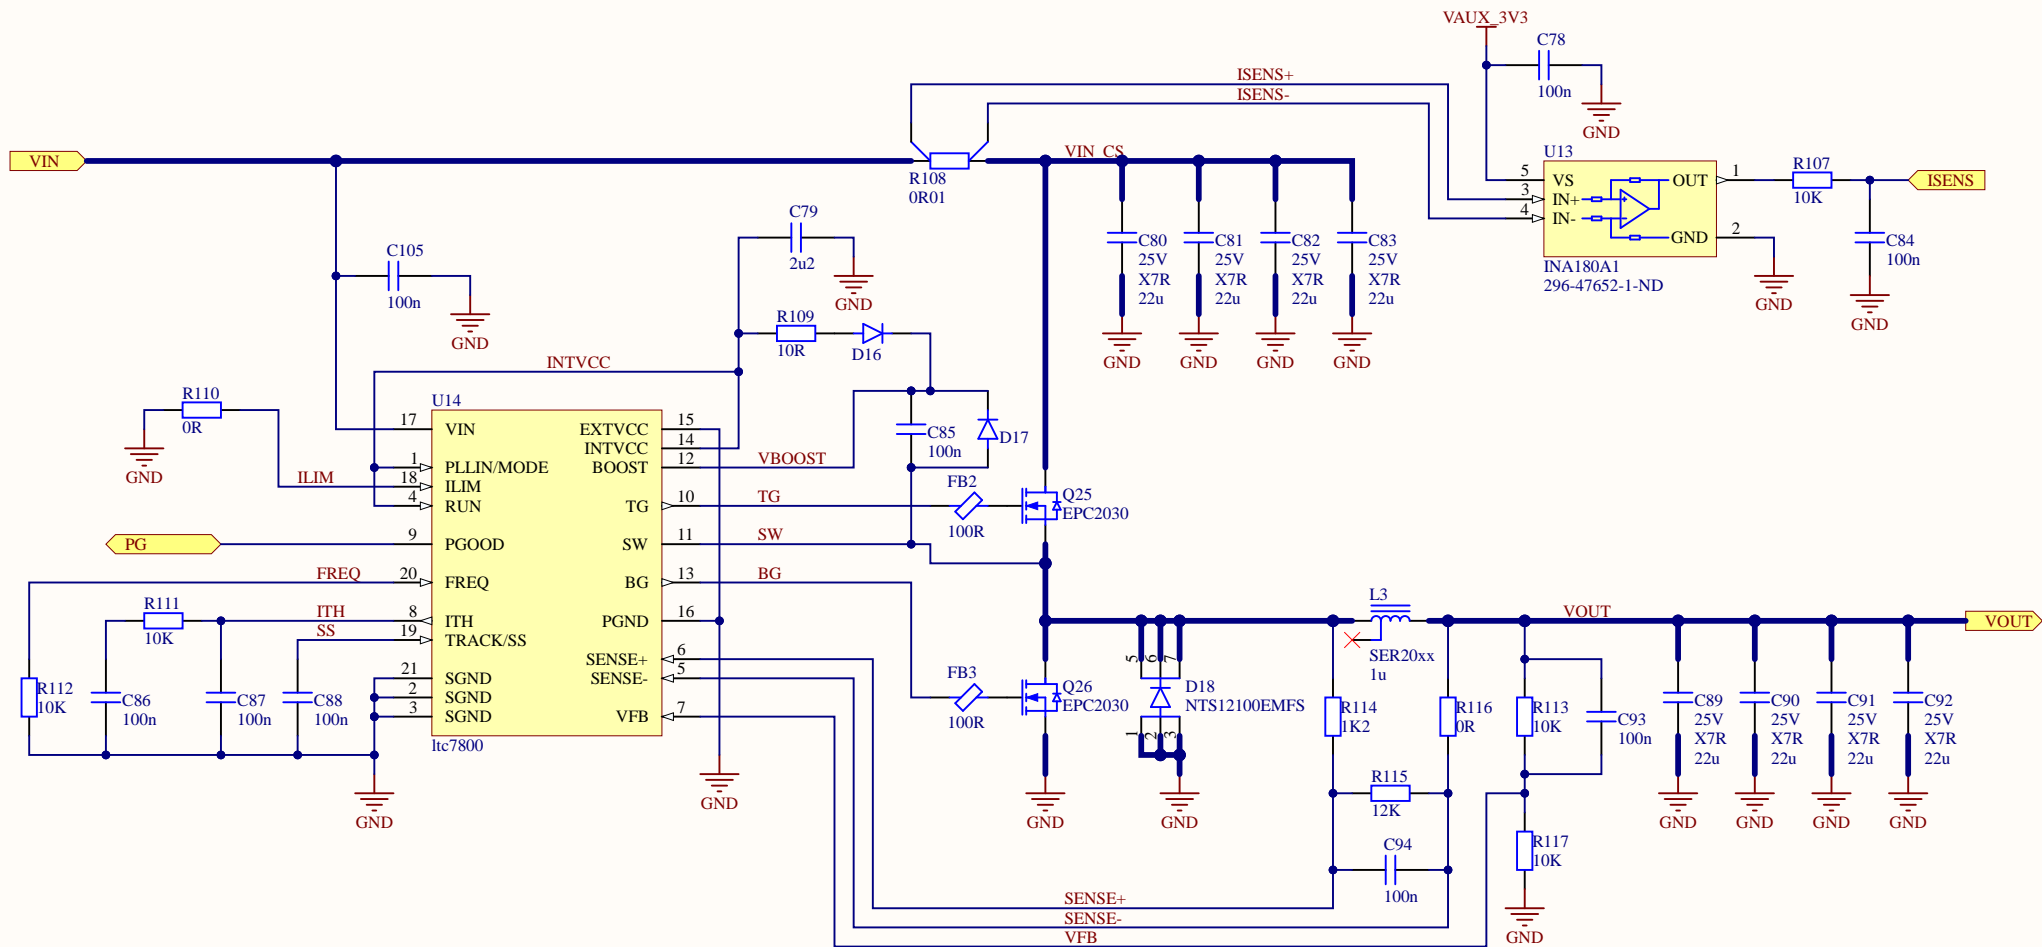 VAUX_3V3
C78
100n
GND
ISENS+
ISENS-
VIN
VIN_CS
R108
0R01
U13
5
VS
3
IN+
4
IN-
OUT
1
GND
2
INA180A1
296-47652-1-ND
R107
10K
ISENS
C84
100n
GND
GND
C79
2u2
GND
C105
100n
GND
C80
25V
X7R
22u
GND
C81
25V
X7R
22u
GND
C82
25V
X7R
22u
GND
C83
25V
X7R
22u
GND
R109
10R
D16
INTVCC
R110
0R
GND
U14
17
VIN
1
PLLIN/MODE
18
ILIM
4
RUN
9
PGOOD
20
FREQ
8
ITH
19
TRACK/SS
21
SGND
2
SGND
3
SGND
EXTVCC
15
INTVCC
14
BOOST
12
TG
10
SW
11
BG
13
PGND
16
SENSE+
6
SENSE-
5
VFB
7
ltc7800
ILIM
PG
FREQ
ITH
SS
R111
10K
R112
10K
C86
100n
C87
100n
C88
100n
GND
GND
VBOOST
TG
SW
BG
C85
100n
D17
FB2
100R
Q25
EPC2030
FB3
100R
Q26
EPC2030
GND
5
6
7
1
2
3
D18
NTS12100EMFS
GND
L3
SER20xx
1u
VOUT
VOUT
R114
1K2
R116
0R
R115
12K
C94
100n
R113
10K
C93
100n
R117
10K
GND
C89
25V
X7R
22u
GND
C90
25V
X7R
22u
GND
C91
25V
X7R
22u
GND
C92
25V
X7R
22u
GND
SENSE+
SENSE-
VFB